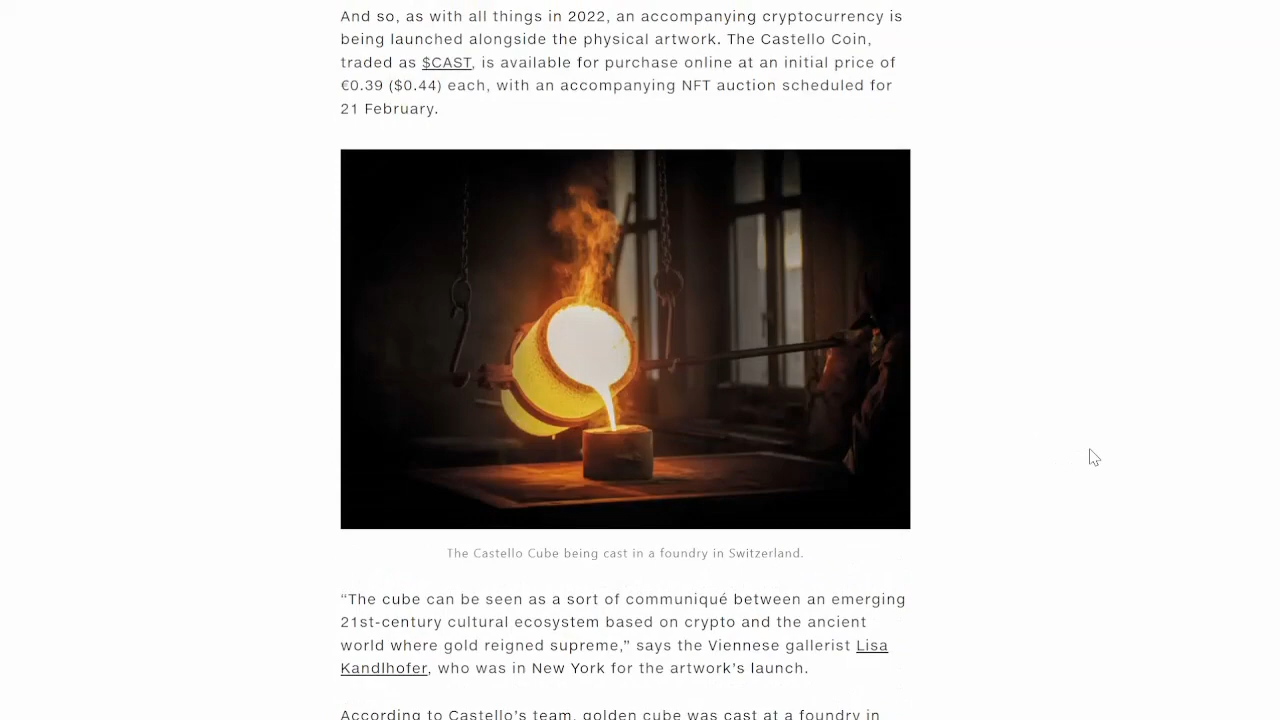 And so, as with all things in 2022, an accompanying cryptocurrency is
being launched alongside the physical artwork. The Castello Coin,
traded as $CAST, is available for purchase online at an initial price of
€0.39 ($0.44) each, with an accompanying NFT auction scheduled for
21 February.
The Castello Cube being cast in a foundry in Switzerland.
“The cube can be seen as a sort of communiqué between an emerging
21st-century cultural ecosystem based on crypto and the ancient
world where gold reigned supreme,” says the Viennese gallerist Lisa
Kandlhofer, who was in New York for the artwork’s launch.
According to Castello’s team, golden cube was cast at a foundry in